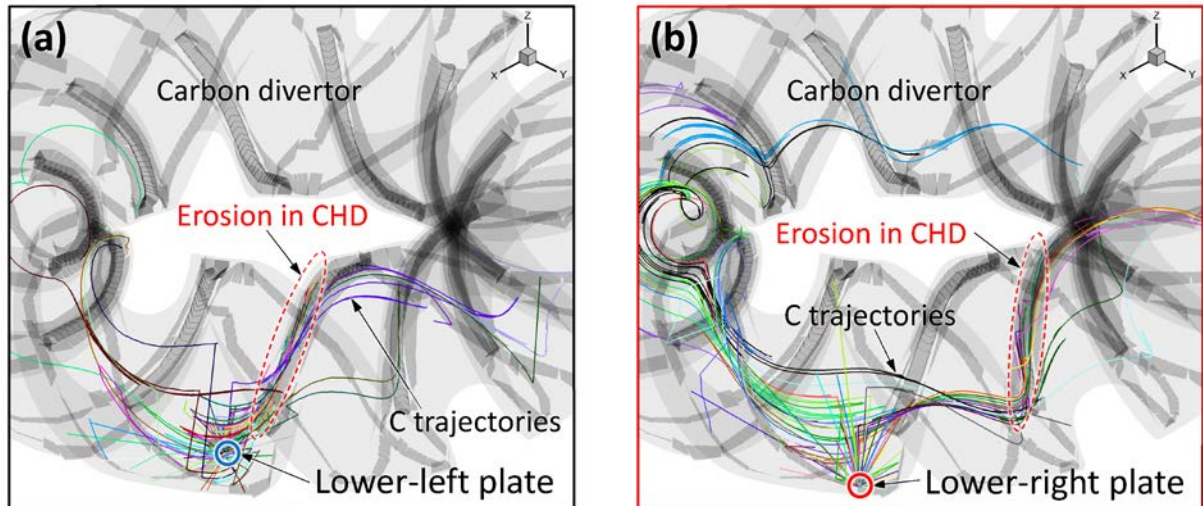 (a)
Z
X
Y
Carbon divertor
Erosion in CHD
C trajectories
Lower-left plate
(b)
Z
X
Y
Carbon divertor
Erosion in CHD
C trajectories
Lower-right plate